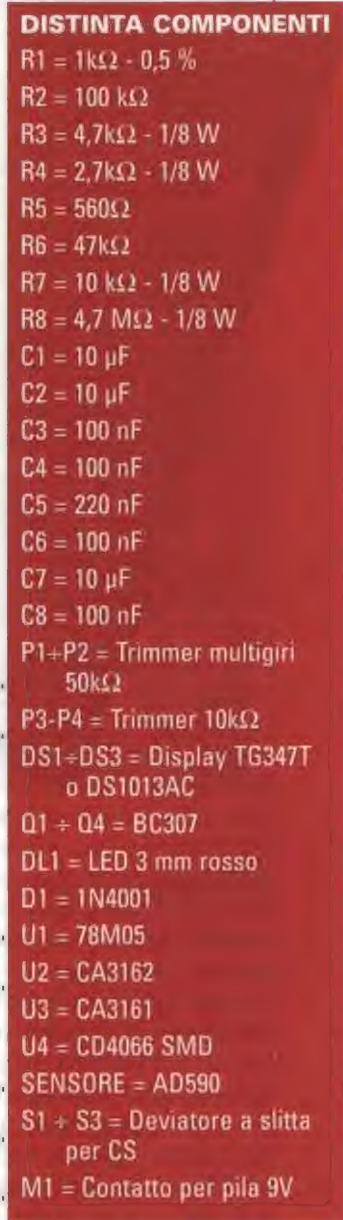 DISTINTA COMPONENTI
R1 = 1kΩ - 0,5 %
R2 = 100 kΩ
R3 = 4,7kΩ - 1/8 W
R4 = 2,7kΩ - 1/8 W
R5 = 560Ω
R6 = 47kΩ
R7 = 10 kΩ - 1/8 W
R8 = 4,7 MΩ - 1/8 W
C1 = 10 µF
C2 = 10 µF
C3 = 100 nF
C4 = 100 nF
C5 = 220 nF
C6 = 100 nF
C7 = 10 µF
C8 = 100 nF
P1÷P2 = Trimmer multigiri
50kΩ
P3-P4 = Trimmer 10kΩ
DS1÷DS3 = Display TG347T
o DS1013AC
Q1 ÷ Q4 = BC307
DL1 = LED 3 mm rosso
D1 = 1N4001
U1 = 78M05
U2 = CA3162
U3 = CA3161
U4 = CD4066 SMD
SENSORE = AD590
S1 ÷ S3 = Deviatore a slitta
per CS
M1 = Contatto per pila 9V